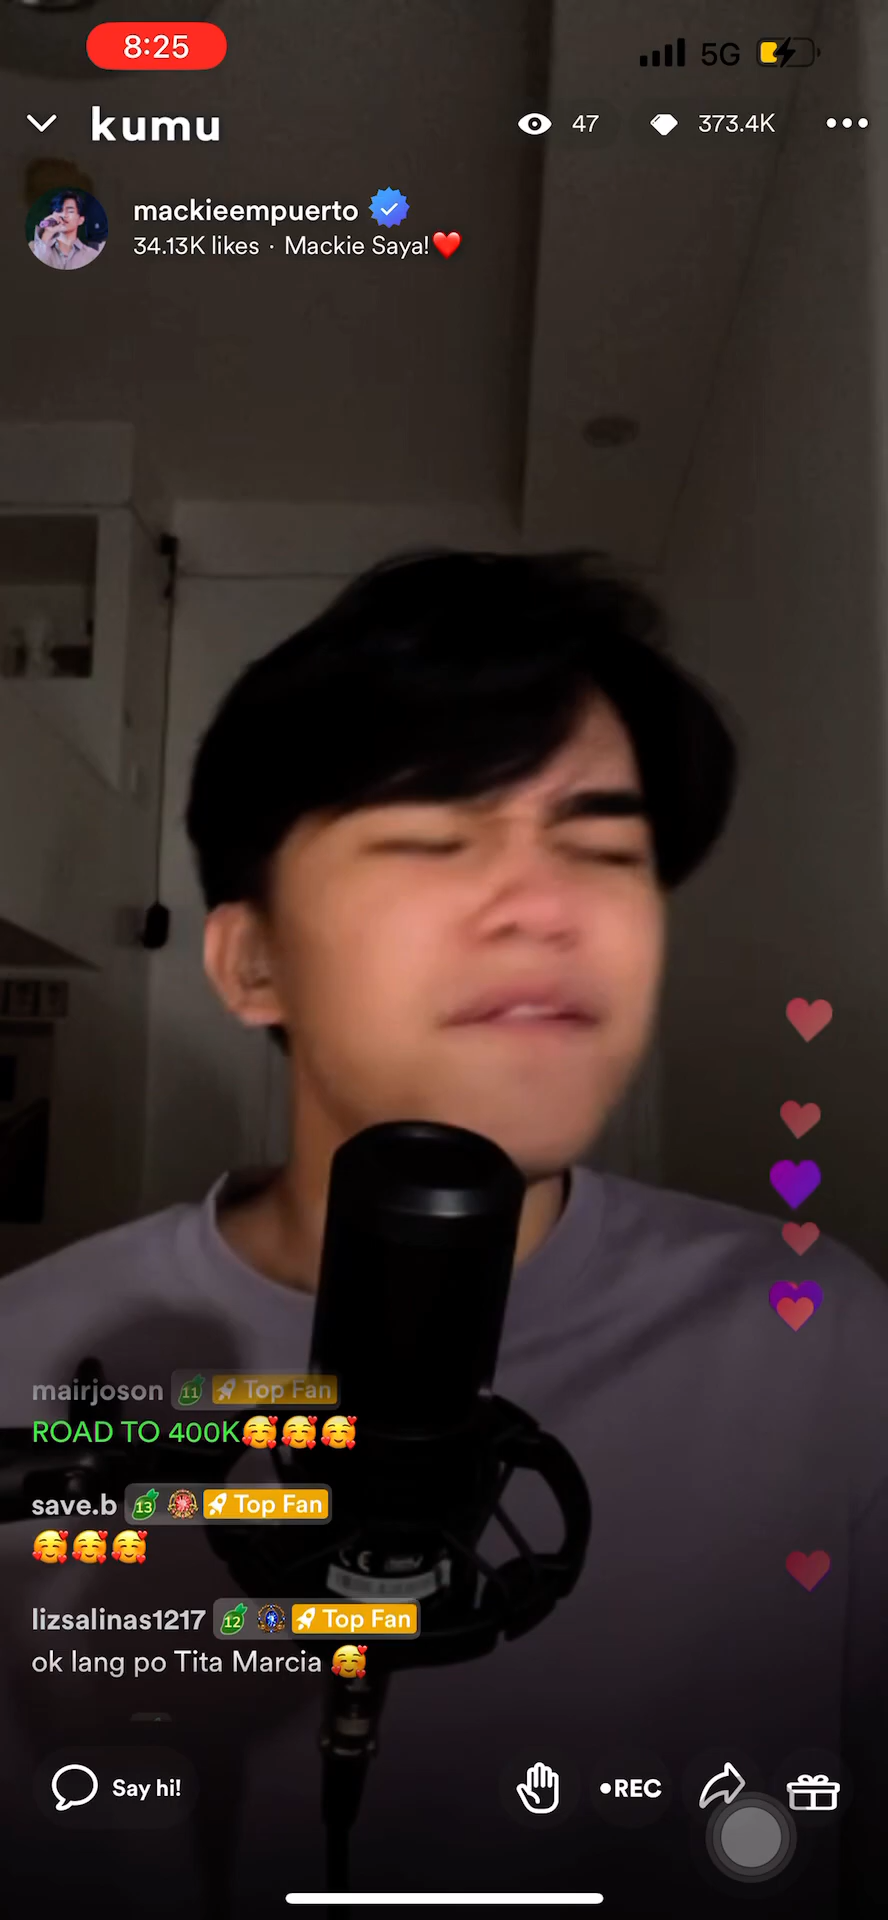 8:25
5G
kumu
47
373.4K
mackieempuerto
34.13K likes · Mackie Saya!❤️
mairjoson 11 Top Fan
ROAD TO 400K🥰🥰🥰
save.b 13 Top Fan
🥰🥰🥰
lizsalinas1217 12 Top Fan
ok lang po Tita Marcia 🥰
Say hi!
•REC